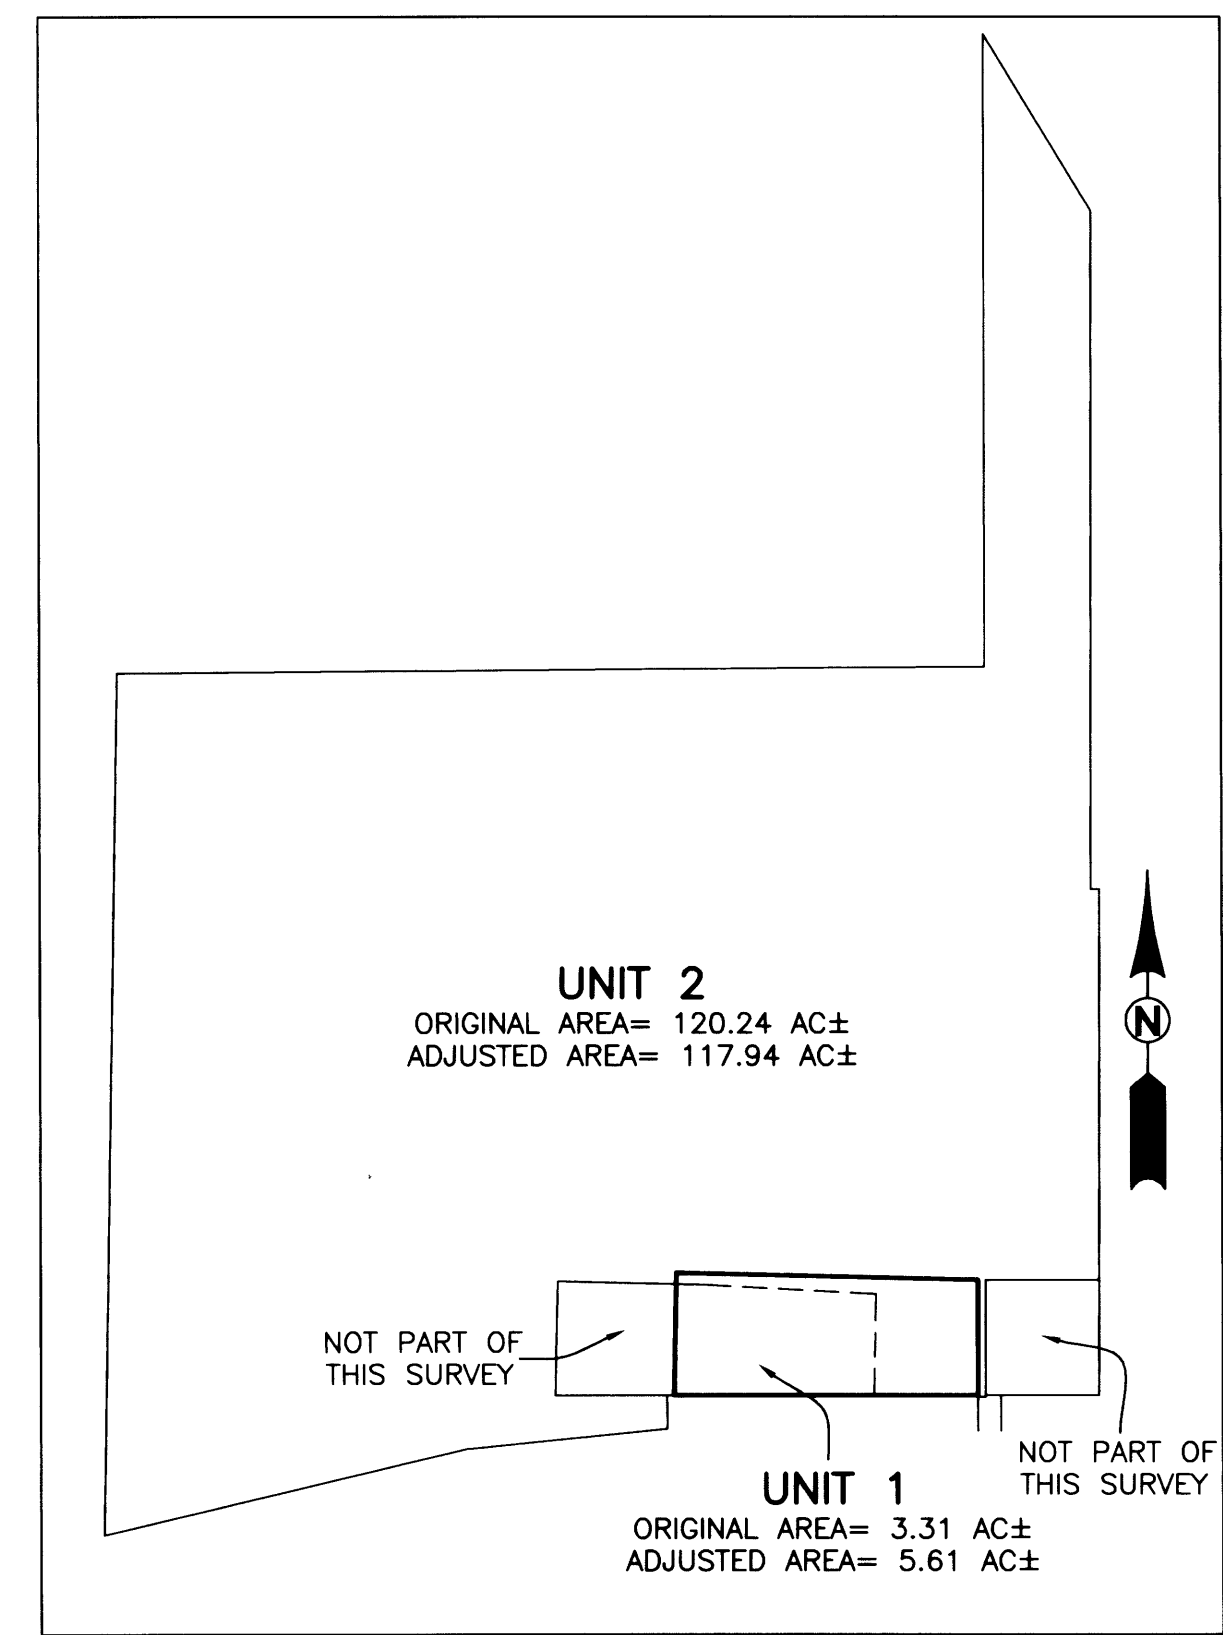 UNIT 2
ORIGINAL AREA= 120.24 AC±
ADJUSTED AREA= 117.94 AC±
N
NOT PART OF
THIS SURVEY
NOT PART OF
THIS SURVEY
UNIT 1
ORIGINAL AREA= 3.31 AC±
ADJUSTED AREA= 5.61 AC±